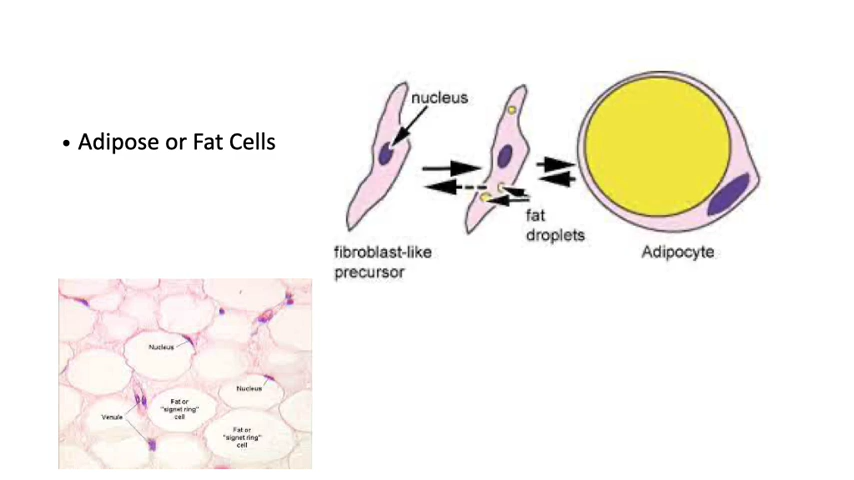 • Adipose or Fat Cells
nucleus
fat
droplets
fibroblast-like
precursor
Adipocyte
Nucleus
Nucleus
Fat or
"signet ring"
cell
Venule
Fat or
"signet ring"
cell